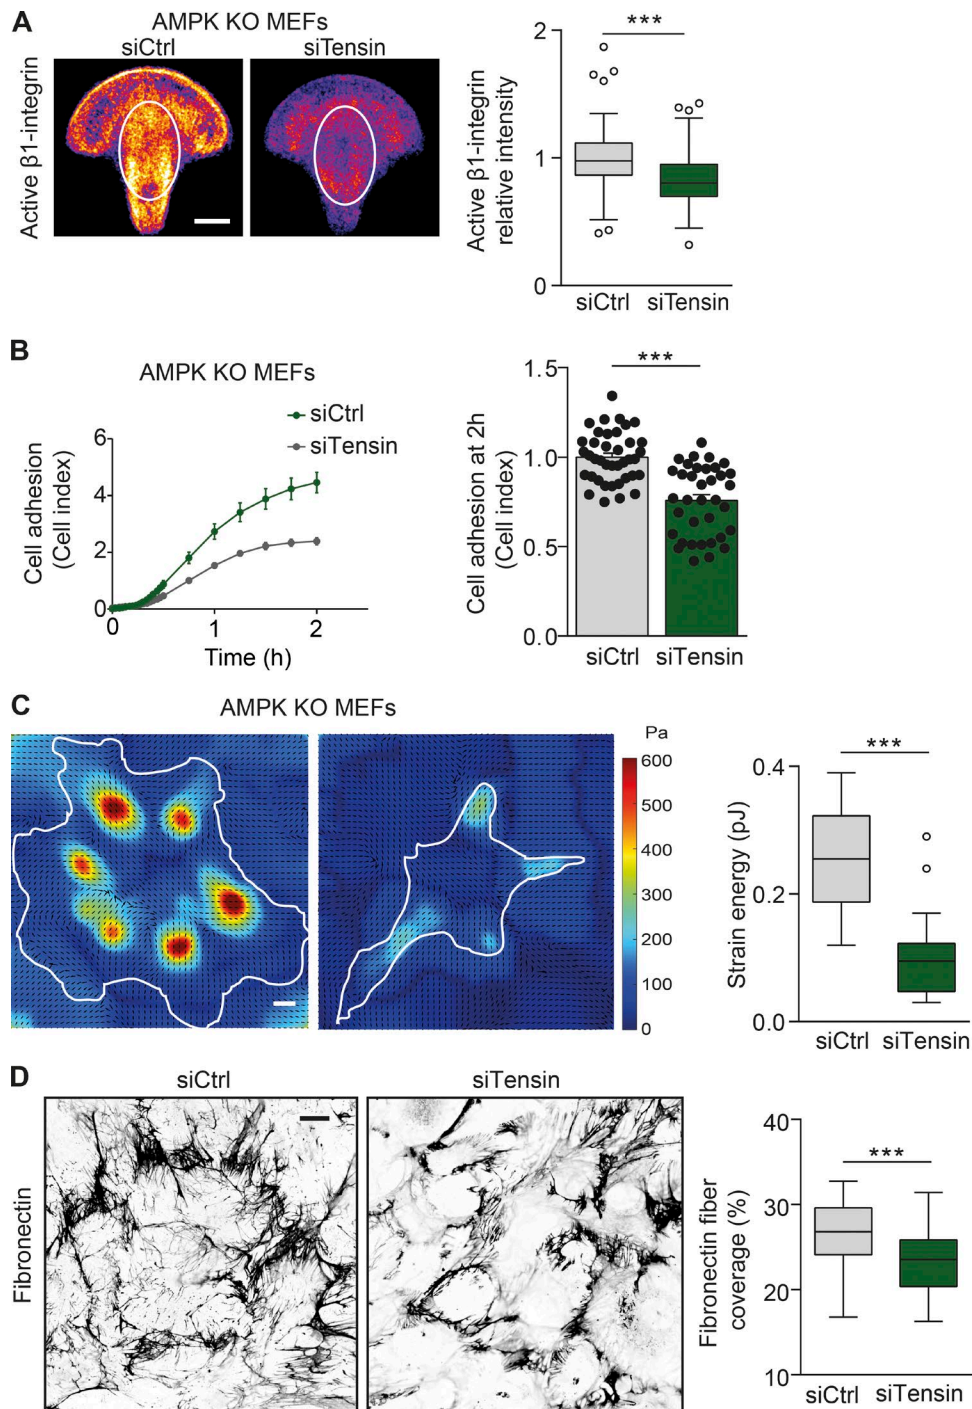 A
AMPK KO MEFs
siCtrl
siTensin
Active β1-integrin
Active β1-integrin
relative intensity
2
1
0
***
siCtrl
siTensin
B
AMPK KO MEFs
siCtrl
siTensin
Cell adhesion
(Cell index)
6
4
2
0
0
1
2
Time (h)
Cell adhesion at 2h
(Cell index)
1.5
1.0
0.5
0.0
***
siCtrl
siTensin
C
AMPK KO MEFs
Pa
600
500
400
300
200
100
0
Strain energy (pJ)
0.4
0.2
0.0
***
siCtrl
siTensin
D
siCtrl
siTensin
Fibronectin
Fibronectin fiber
coverage (%)
40
30
20
10
***
siCtrl
siTensin